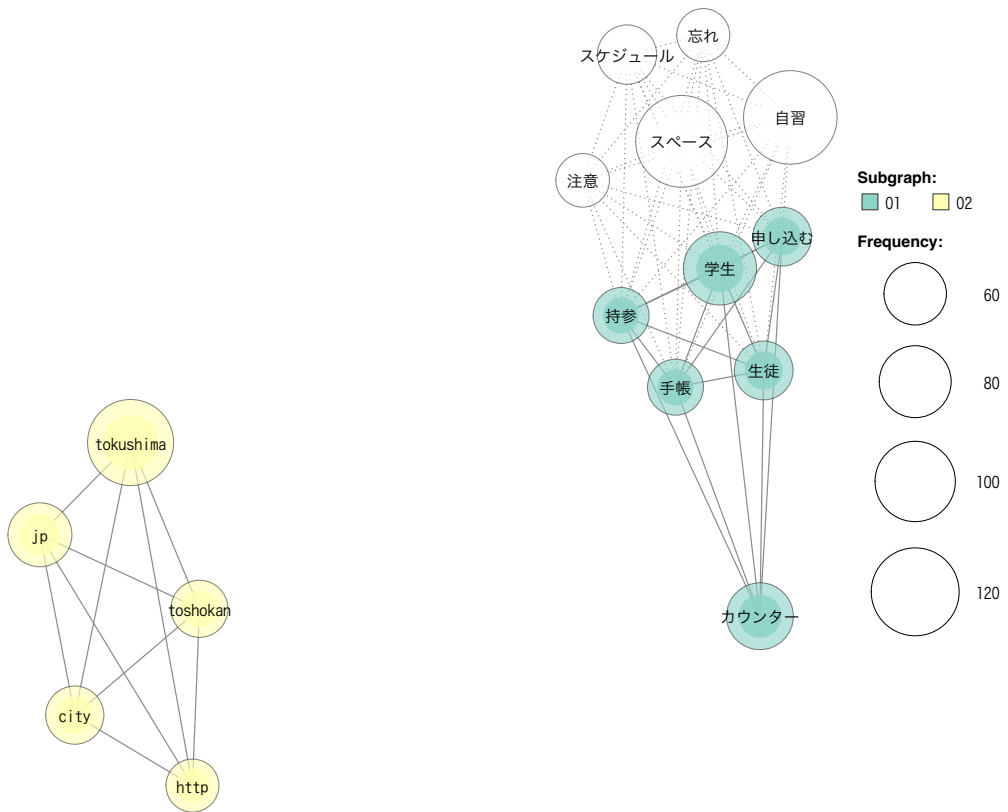 忘れ
スケジュール
自習
スペース
注意
Subgraph:
01 02
Frequency:
申し込む
学生
60
持参
生徒
80
手帳
tokushima
100
jp
120
toshokan
カウンター
city
http